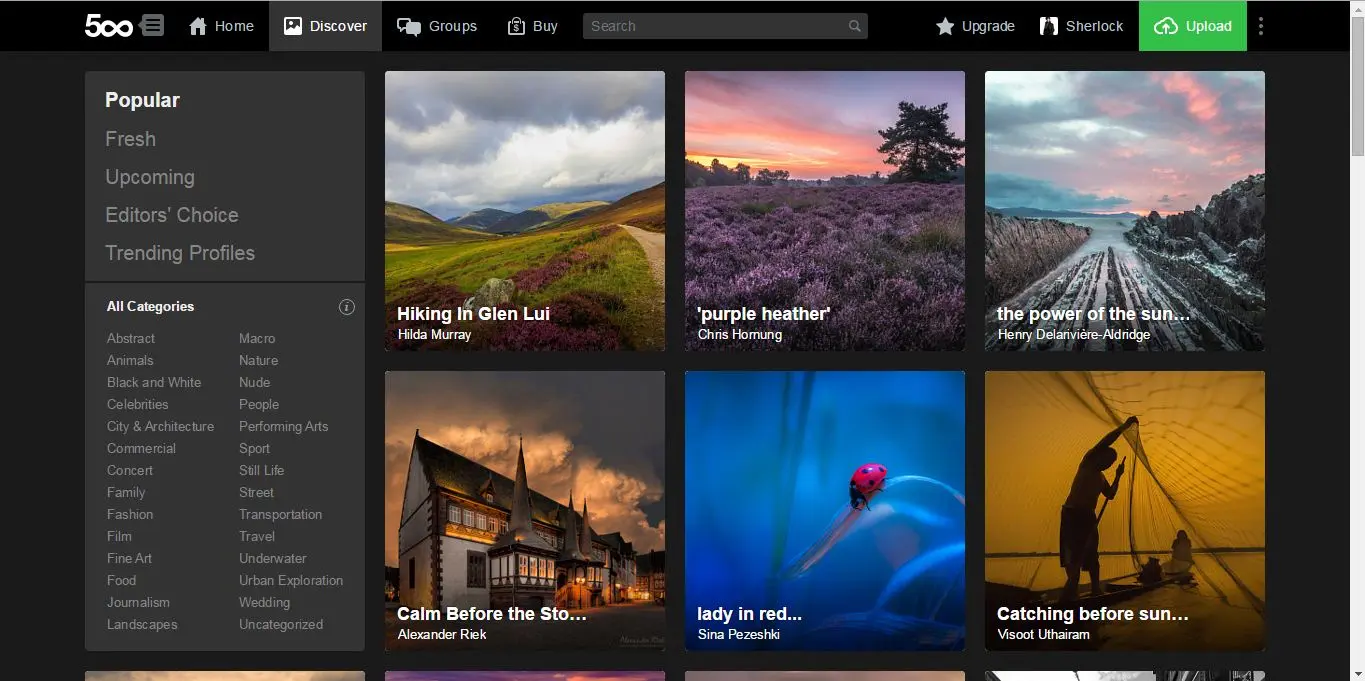 500
Home
Discover
Groups
Buy
Search
Upgrade
Sherlock
Upload
Popular
Fresh
Upcoming
Editors' Choice
Trending Profiles
All Categories
Abstract
Animals
Black and White
Celebrities
City & Architecture
Commercial
Concert
Family
Fashion
Film
Fine Art
Food
Journalism
Landscapes
Macro
Nature
Nude
People
Performing Arts
Sport
Still Life
Street
Transportation
Travel
Underwater
Urban Exploration
Wedding
Uncategorized
Hiking In Glen Lui
Hilda Murray
'purple heather'
Chris Hornung
the power of the sun...
Henry Delarivière-Aldridge
Calm Before the Sto...
Alexander Riek
Alexander Riek
lady in red...
Sina Pezeshki
Catching before sun...
Visoot Uthairam